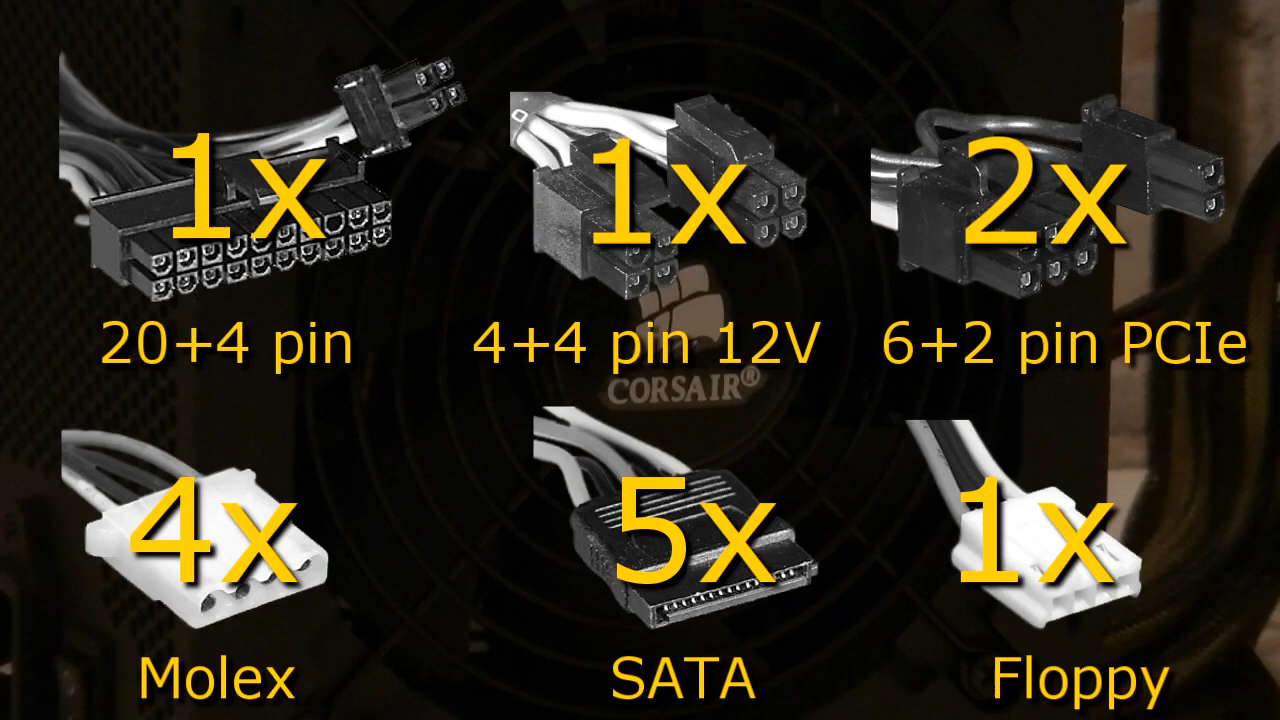 1x 1x 2x
20+4 pin 4+4 pin 12V 6+2 pin PCIe
CORSAIR®
4x 5x 1x
Molex SATA Floppy